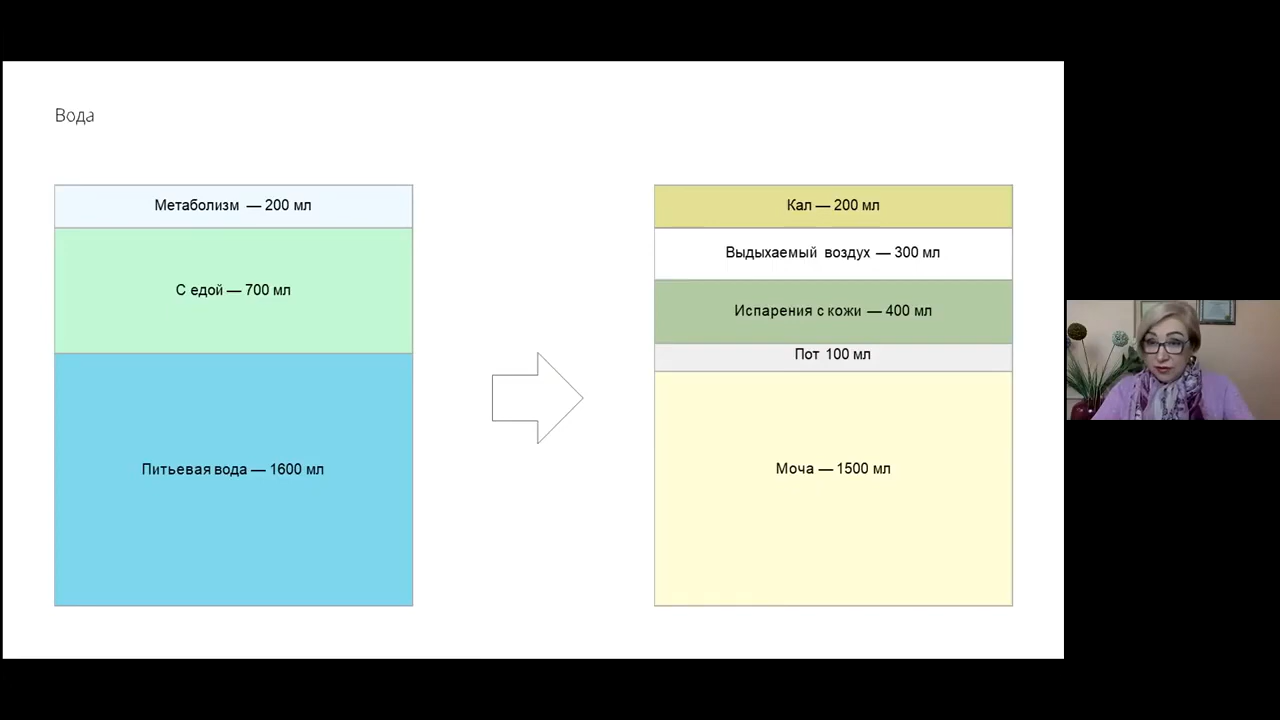 Вода
Метаболизм — 200 мл
С едой — 700 мл
Питьевая вода — 1600 мл
Кал — 200 мл
Выдыхаемый воздух — 300 мл
Испарения с кожи — 400 мл
Пот 100 мл
Моча — 1500 мл